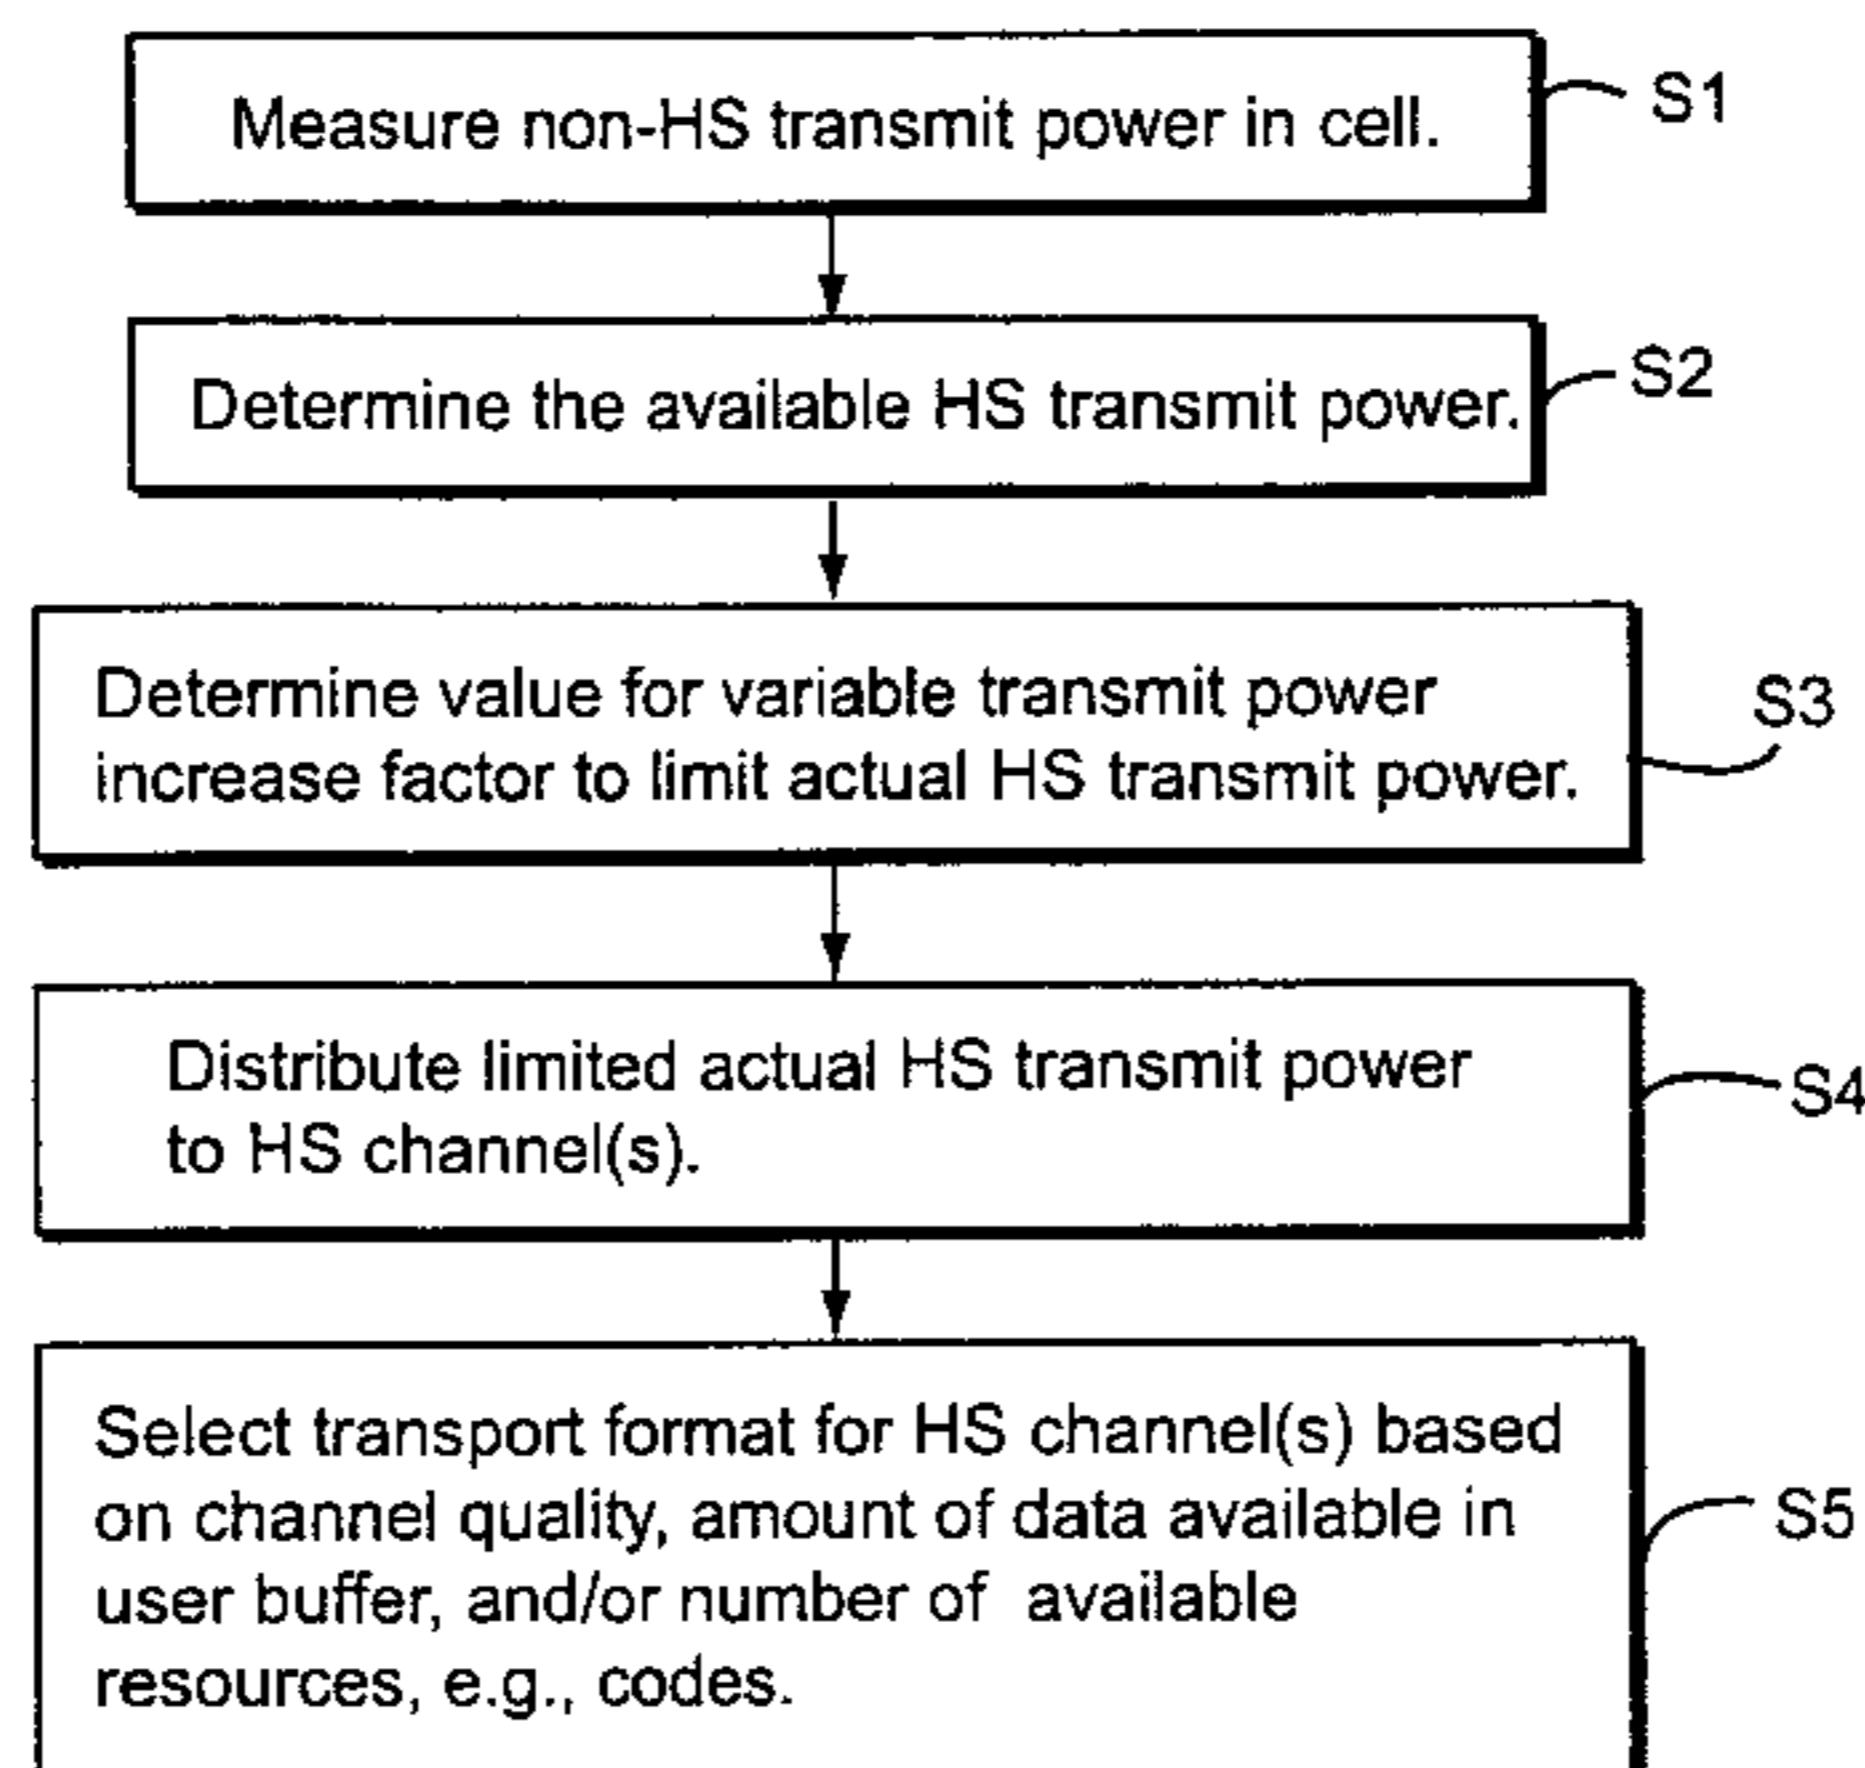 Measure non-HS transmit power in cell.
S1
Determine the available HS transmit power.
S2
Determine value for variable transmit power
increase factor to limit actual HS transmit power.
S3
Distribute limited actual HS transmit power
to HS channel(s).
S4
Select transport format for HS channel(s) based
on channel quality, amount of data available in
user buffer, and/or number of available
resources, e.g., codes.
S5